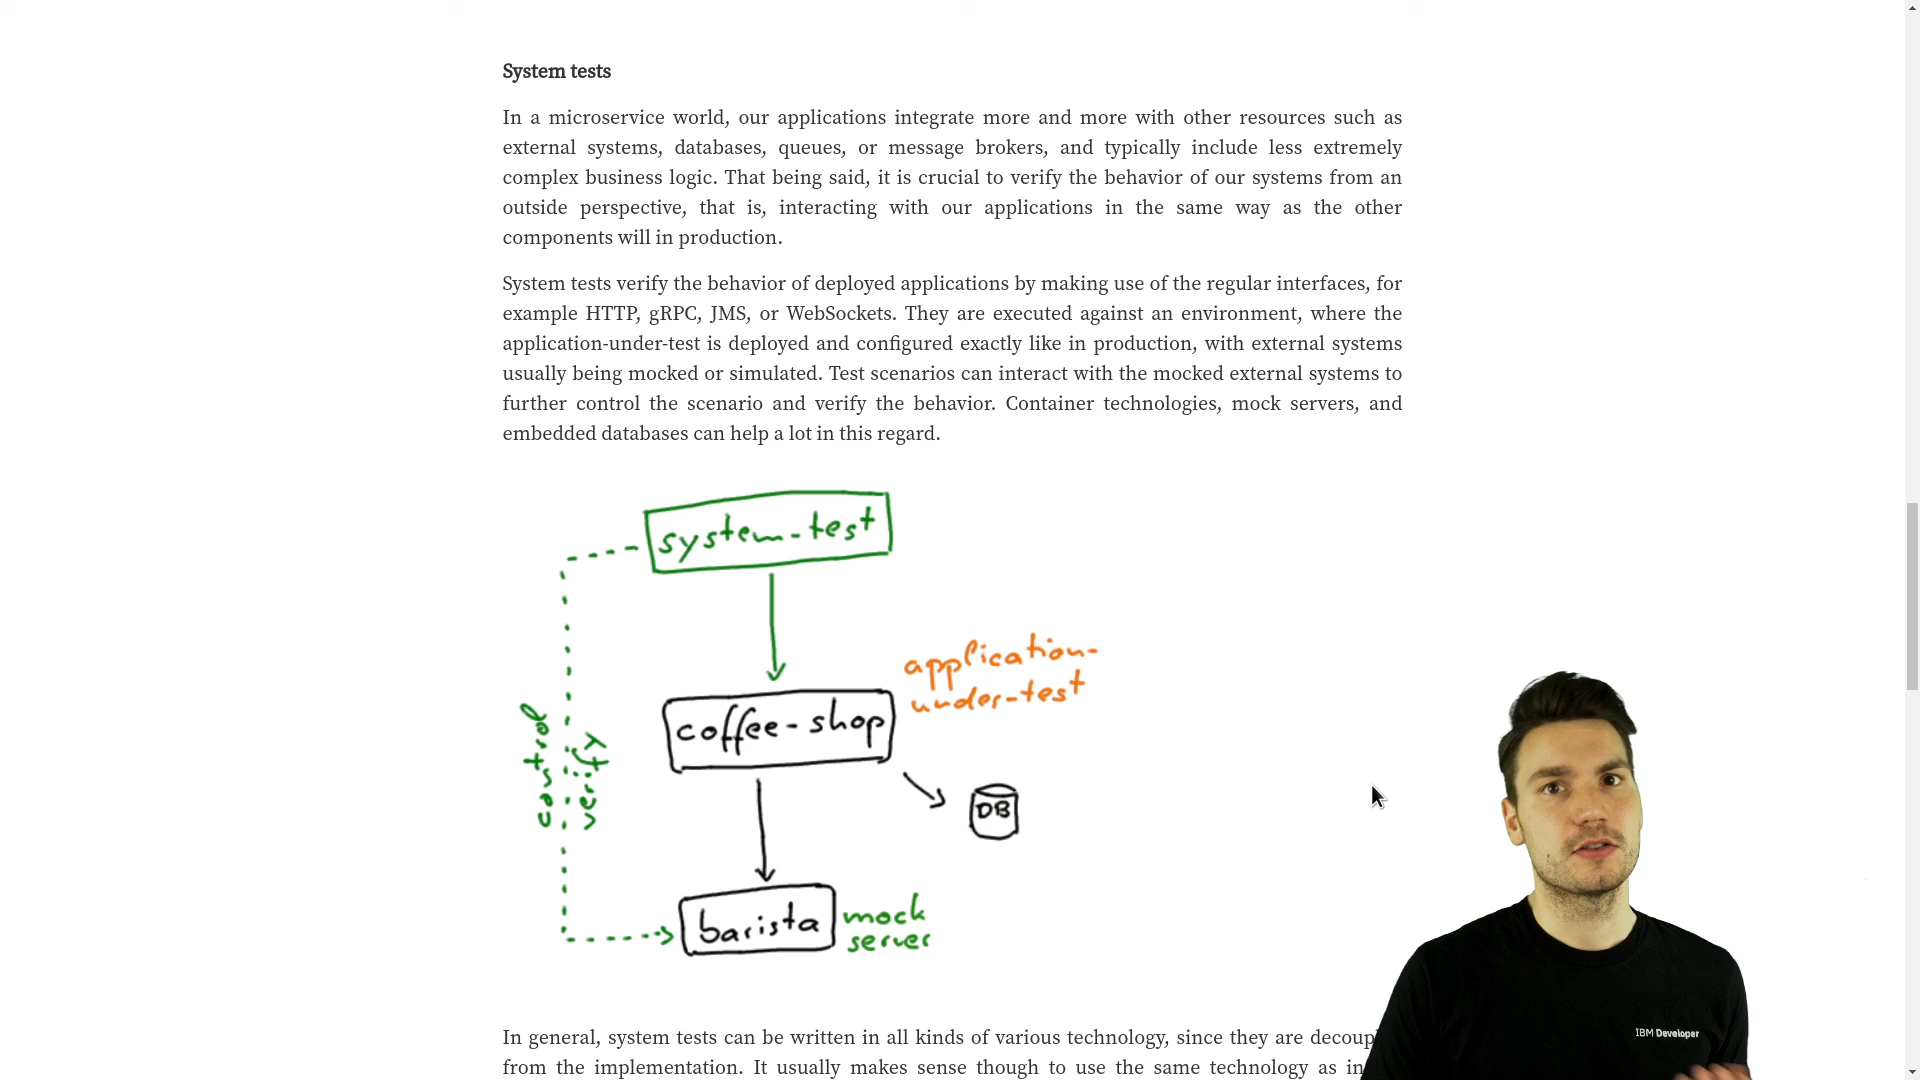 System tests
In a microservice world, our applications integrate more and more with other resources such as
external systems, databases, queues, or message brokers, and typically include less extremely
complex business logic. That being said, it is crucial to verify the behavior of our systems from an
outside perspective, that is, interacting with our applications in the same way as the other
components will in production.
System tests verify the behavior of deployed applications by making use of the regular interfaces, for
example HTTP, gRPC, JMS, or WebSockets. They are executed against an environment, where the
application-under-test is deployed and configured exactly like in production, with external systems
usually being mocked or simulated. Test scenarios can interact with the mocked external systems to
further control the scenario and verify the behavior. Container technologies, mock servers, and
embedded databases can help a lot in this regard.
system-test
application-
under-test
coffee-shop
control
verify
DB
barista
mock
server
IBM Developer
In general, system tests can be written in all kinds of various technology, since they are decoup
from the implementation. It usually makes sense though to use the same technology as in